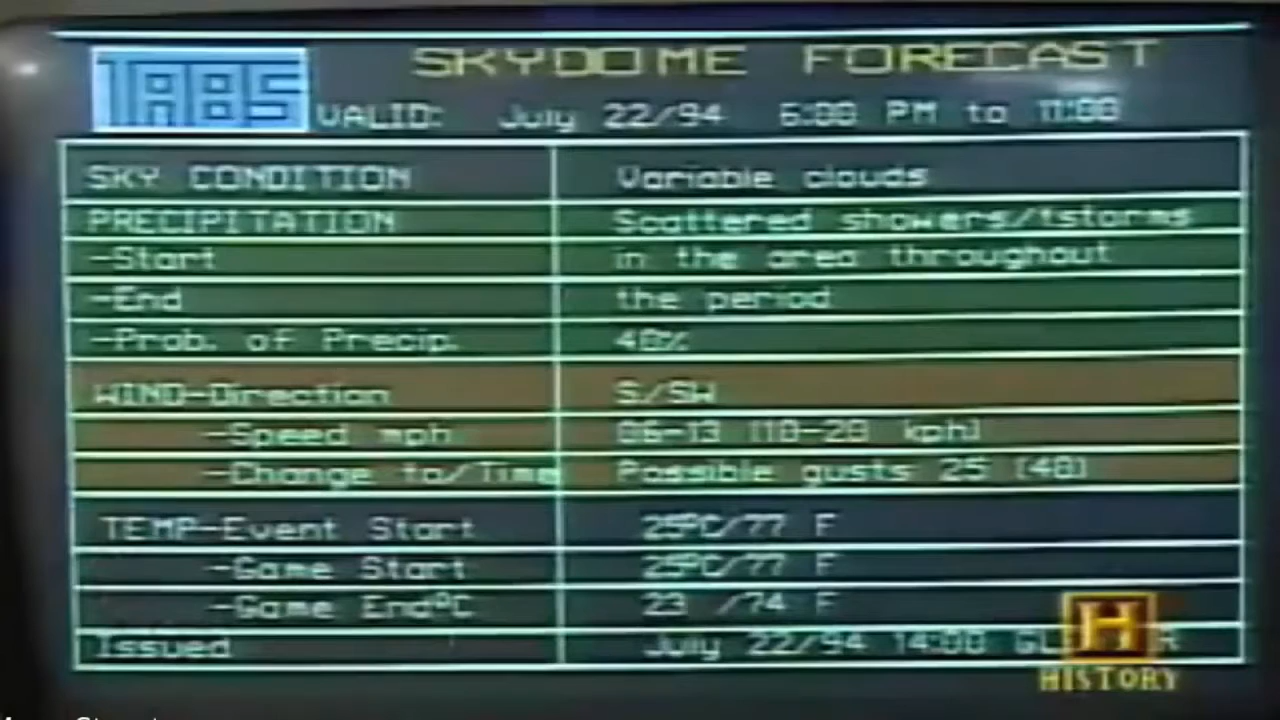 IABS SKYDOME FORECAST
VALID: July 22/94 6:00 PM to 11:00
SKY CONDITION Variable clouds
PRECIPITATION Scattered showers/tstorms
-Start in the area throughout
-End the period
-Prob. of Precip. 40%
WIND-Direction S/SW
-Speed mph 06-13 (10-20 kph)
-Change to/Time Possible gusts 25 (40)
TEMP-Event Start 25ºC/77 F
-Game Start 25ºC/77 F
-Game EndºC 23 /74 F
Issued July 22/94 14:00
H
HISTORY